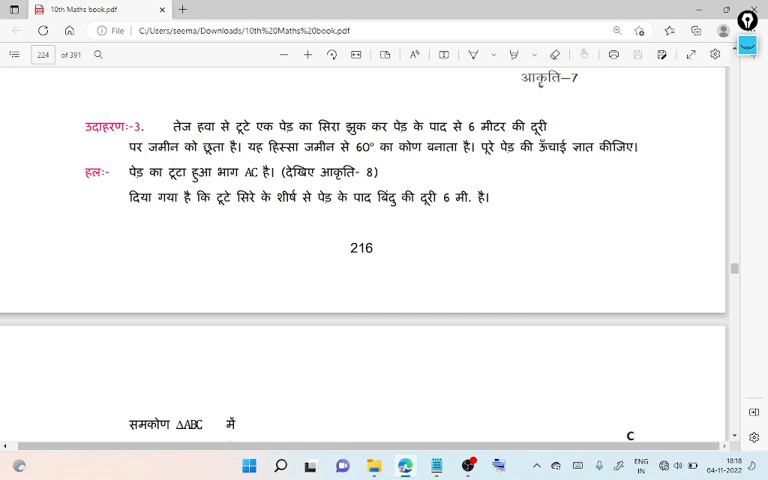 10th Maths book.pdf
File
C:/Users/seema/Downloads/10th%20Maths%20book.pdf
224 of 391
आकृति-7
उदाहरण:-3. तेज हवा से टूटे एक पेड़ का सिरा झुक कर पेड़ के पाद से 6 मीटर की दूरी
पर जमीन को छूता है। यह हिस्सा जमीन से 60° का कोण बनाता है। पूरे पेड़ की ऊँचाई ज्ञात कीजिए।
हलः- पेड़ का टूटा हुआ भाग AC है। (देखिए आकृति- 8)
दिया गया है कि टूटे सिरे के शीर्ष से पेड़ के पाद बिंदु की दूरी 6 मी. है।
216
समकोण ΔABC में
C
ENG
IN
18:18
04-11-2022